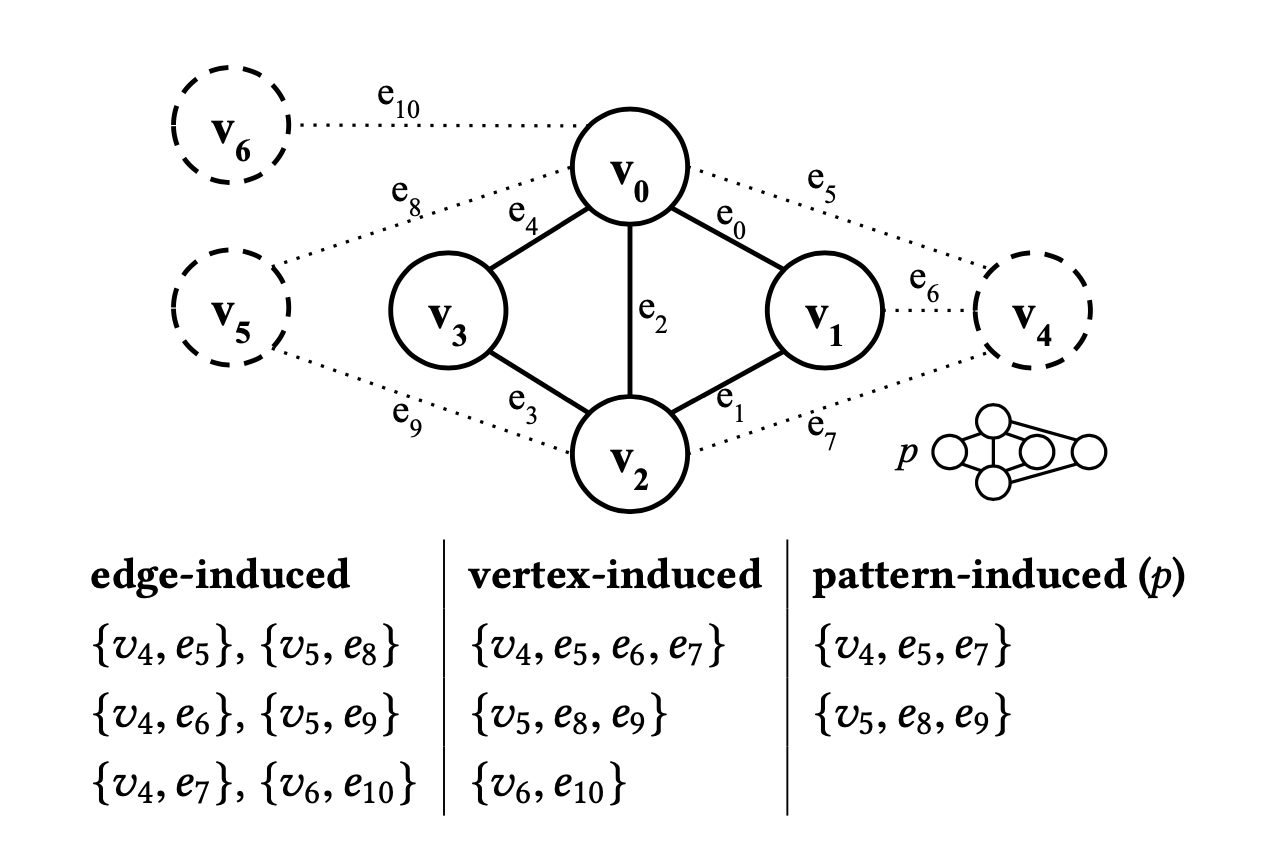 e₁₀
v₆
v₀
e₈
e₅
e₄
e₀
e₆
v₅
v₃
e₂
v₁
v₄
e₉
e₃
e₁
e₇
v₂
p
edge-induced vertex-induced pattern-induced (p)
{v₄, e₅}, {v₅, e₈} {v₄, e₅, e₆, e₇} {v₄, e₅, e₇}
{v₄, e₆}, {v₅, e₉} {v₅, e₈, e₉} {v₅, e₈, e₉}
{v₄, e₇}, {v₆, e₁₀} {v₆, e₁₀}